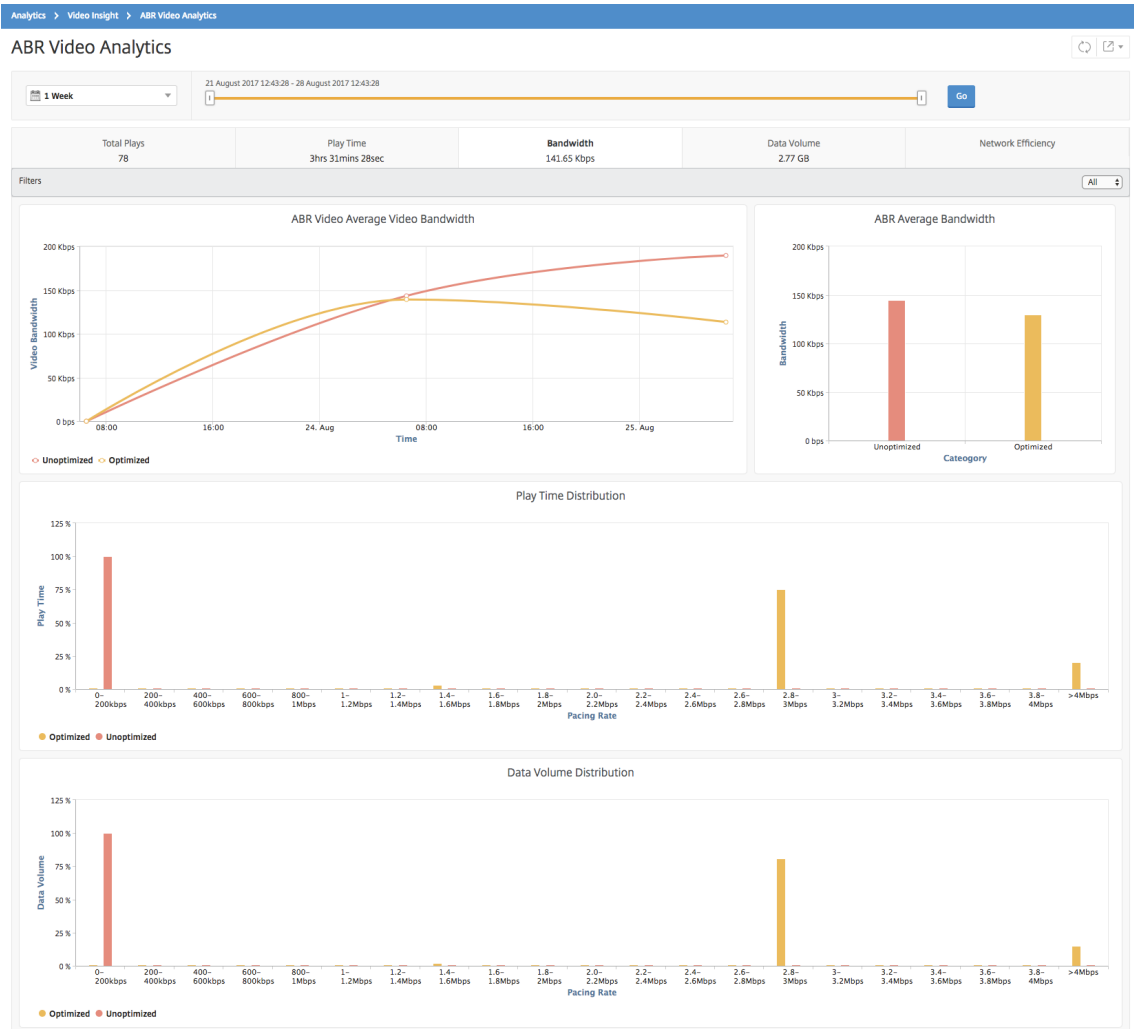 Analytics > Video Insight > ABR Video Analytics
ABR Video Analytics
1 Week
21 August 2017 12:43:28 - 28 August 2017 12:43:28
Go
Total Plays Play Time Bandwidth Data Volume Network Efficiency
78 3hrs 31mins 28sec 141.65 Kbps 2.77 GB
Filters All
ABR Video Average Video Bandwidth
200 Kbps
150 Kbps
100 Kbps
50 Kbps
0 bps
Video Bandwidth
08:00 16:00 24. Aug 08:00 16:00 25. Aug
Time
Unoptimized Optimized
ABR Average Bandwidth
200 Kbps
150 Kbps
100 Kbps
50 Kbps
0 bps
Bandwidth
Unoptimized Optimized
Cateogory
Play Time Distribution
125 %
100 %
75 %
50 %
25 %
0 %
Play Time
0– 200– 400– 600– 800– 1– 1.2– 1.4– 1.6– 1.8– 2.0– 2.2– 2.4– 2.6– 2.8– 3– 3.2– 3.4– 3.6– 3.8– >4Mbps
200kbps 400kbps 600kbps 800kbps 1Mbps 1.2Mbps 1.4Mbps 1.6Mbps 1.8Mbps 2Mbps 2.2Mbps 2.4Mbps 2.6Mbps 2.8Mbps 3Mbps 3.2Mbps 3.4Mbps 3.6Mbps 3.8Mbps 4Mbps
Pacing Rate
Optimized Unoptimized
Data Volume Distribution
125 %
100 %
75 %
50 %
25 %
0 %
Data Volume
0– 200– 400– 600– 800– 1– 1.2– 1.4– 1.6– 1.8– 2.0– 2.2– 2.4– 2.6– 2.8– 3– 3.2– 3.4– 3.6– 3.8– >4Mbps
200kbps 400kbps 600kbps 800kbps 1Mbps 1.2Mbps 1.4Mbps 1.6Mbps 1.8Mbps 2Mbps 2.2Mbps 2.4Mbps 2.6Mbps 2.8Mbps 3Mbps 3.2Mbps 3.4Mbps 3.6Mbps 3.8Mbps 4Mbps
Pacing Rate
Optimized Unoptimized